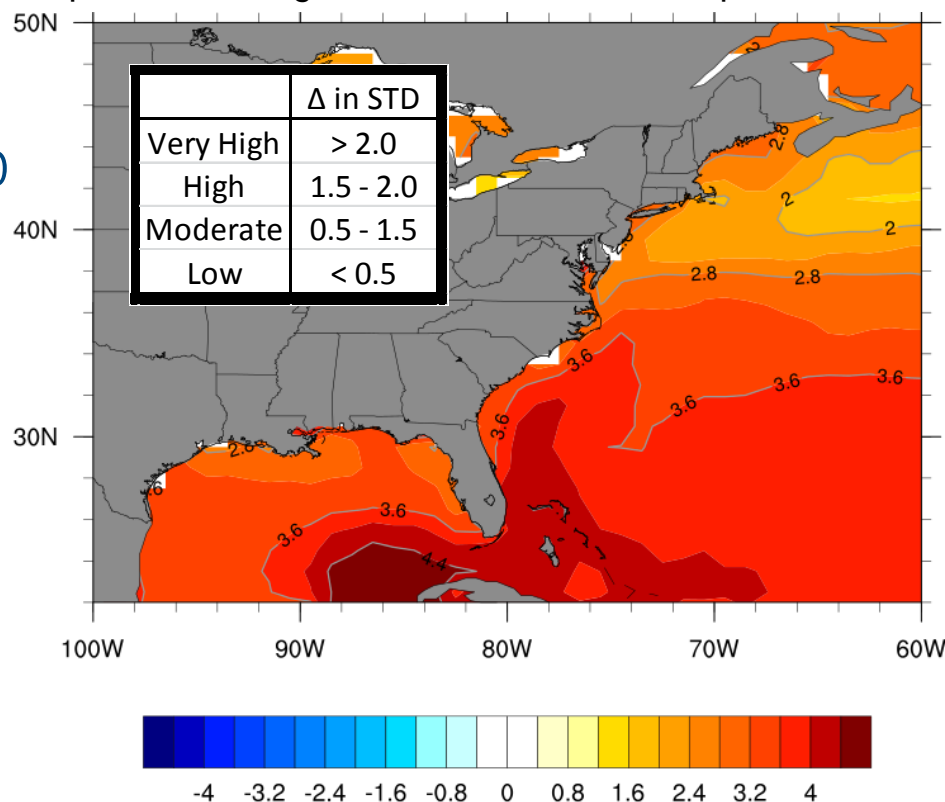 50N
Δ in STD
Very High > 2.0
High 1.5 - 2.0
Moderate 0.5 - 1.5
Low < 0.5
40N
30N
2
2.8
2
2
2.8
2.8
3.6
3.6
3.6
3.6
3.6
3.6
3.6
4.4
100W 90W 80W 70W 60W
-4 -3.2 -2.4 -1.6 -0.8 0 0.8 1.6 2.4 3.2 4